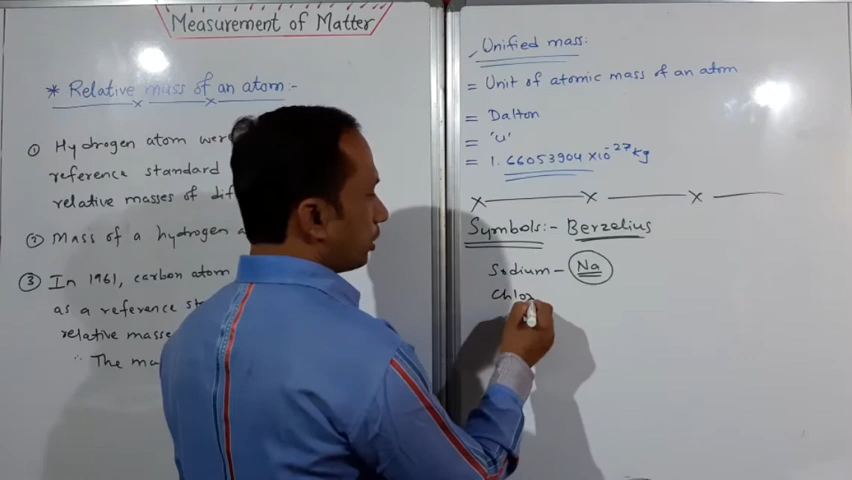 Measurement of Matter
* Relative mass of an atom :-
① Hydrogen atom were
reference standard
relative masses of dif
② Mass of a hydrogen a
③ In 1961, carbon atom
as a reference st
relative masse
∴ The ma
Unified mass:
= Unit of atomic mass of an atom
= Dalton
= 'u'
= 1.66053904 × 10⁻²⁷ kg
Symbols:- Berzelius
Sodium - Na
Chlor